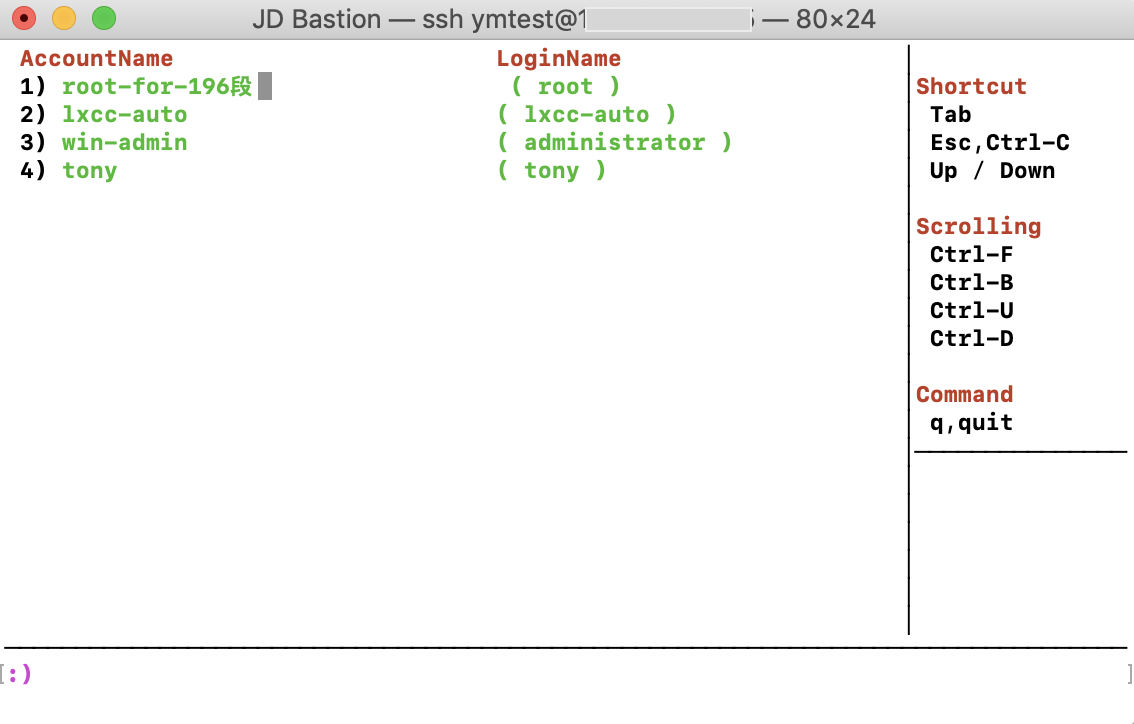 JD Bastion — ssh ymtest@1 — 80×24
AccountName LoginName
1) root-for-196段 ( root )
2) lxcc-auto ( lxcc-auto )
3) win-admin ( administrator )
4) tony ( tony )
Shortcut
Tab
Esc,Ctrl-C
Up / Down
Scrolling
Ctrl-F
Ctrl-B
Ctrl-U
Ctrl-D
Command
q,quit
[:) ]